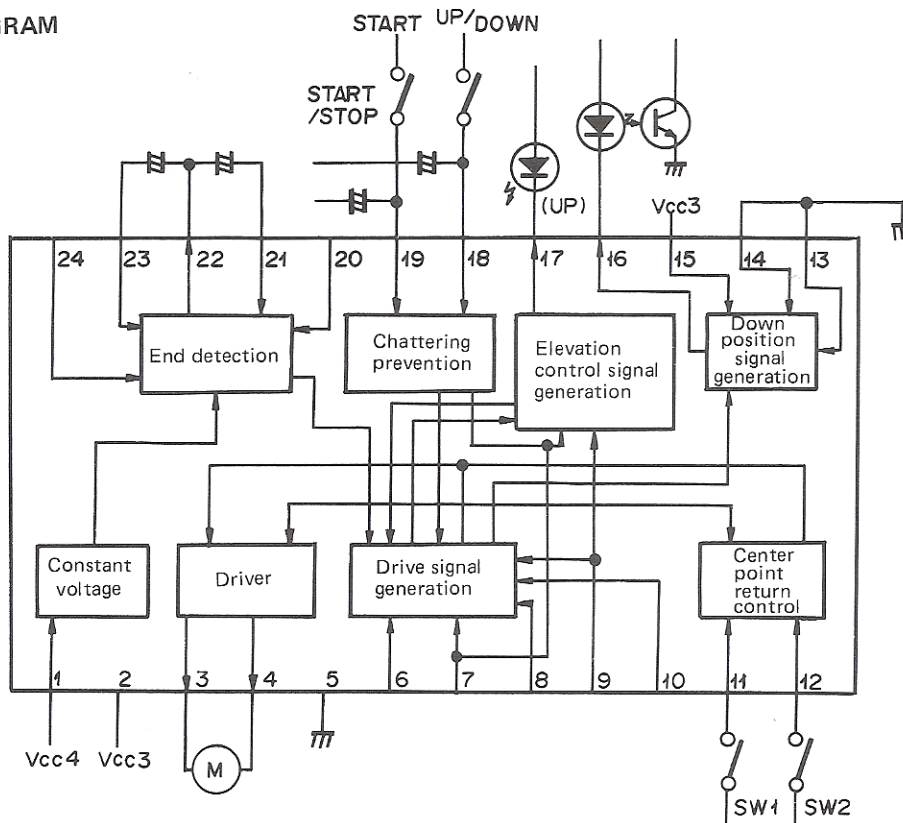 GRAM
START UP/DOWN
START
/STOP
(UP)
Vcc3
24 23 22 21 20 19 18 17 16 15 14 13
End detection
Chattering
prevention
Elevation
control signal
generation
Down
position
signal
generation
Constant
voltage
Driver
Drive signal
generation
Center
point
return
control
1 2 3 4 5 6 7 8 9 10 11 12
Vcc4 Vcc3 M
SW1 SW2